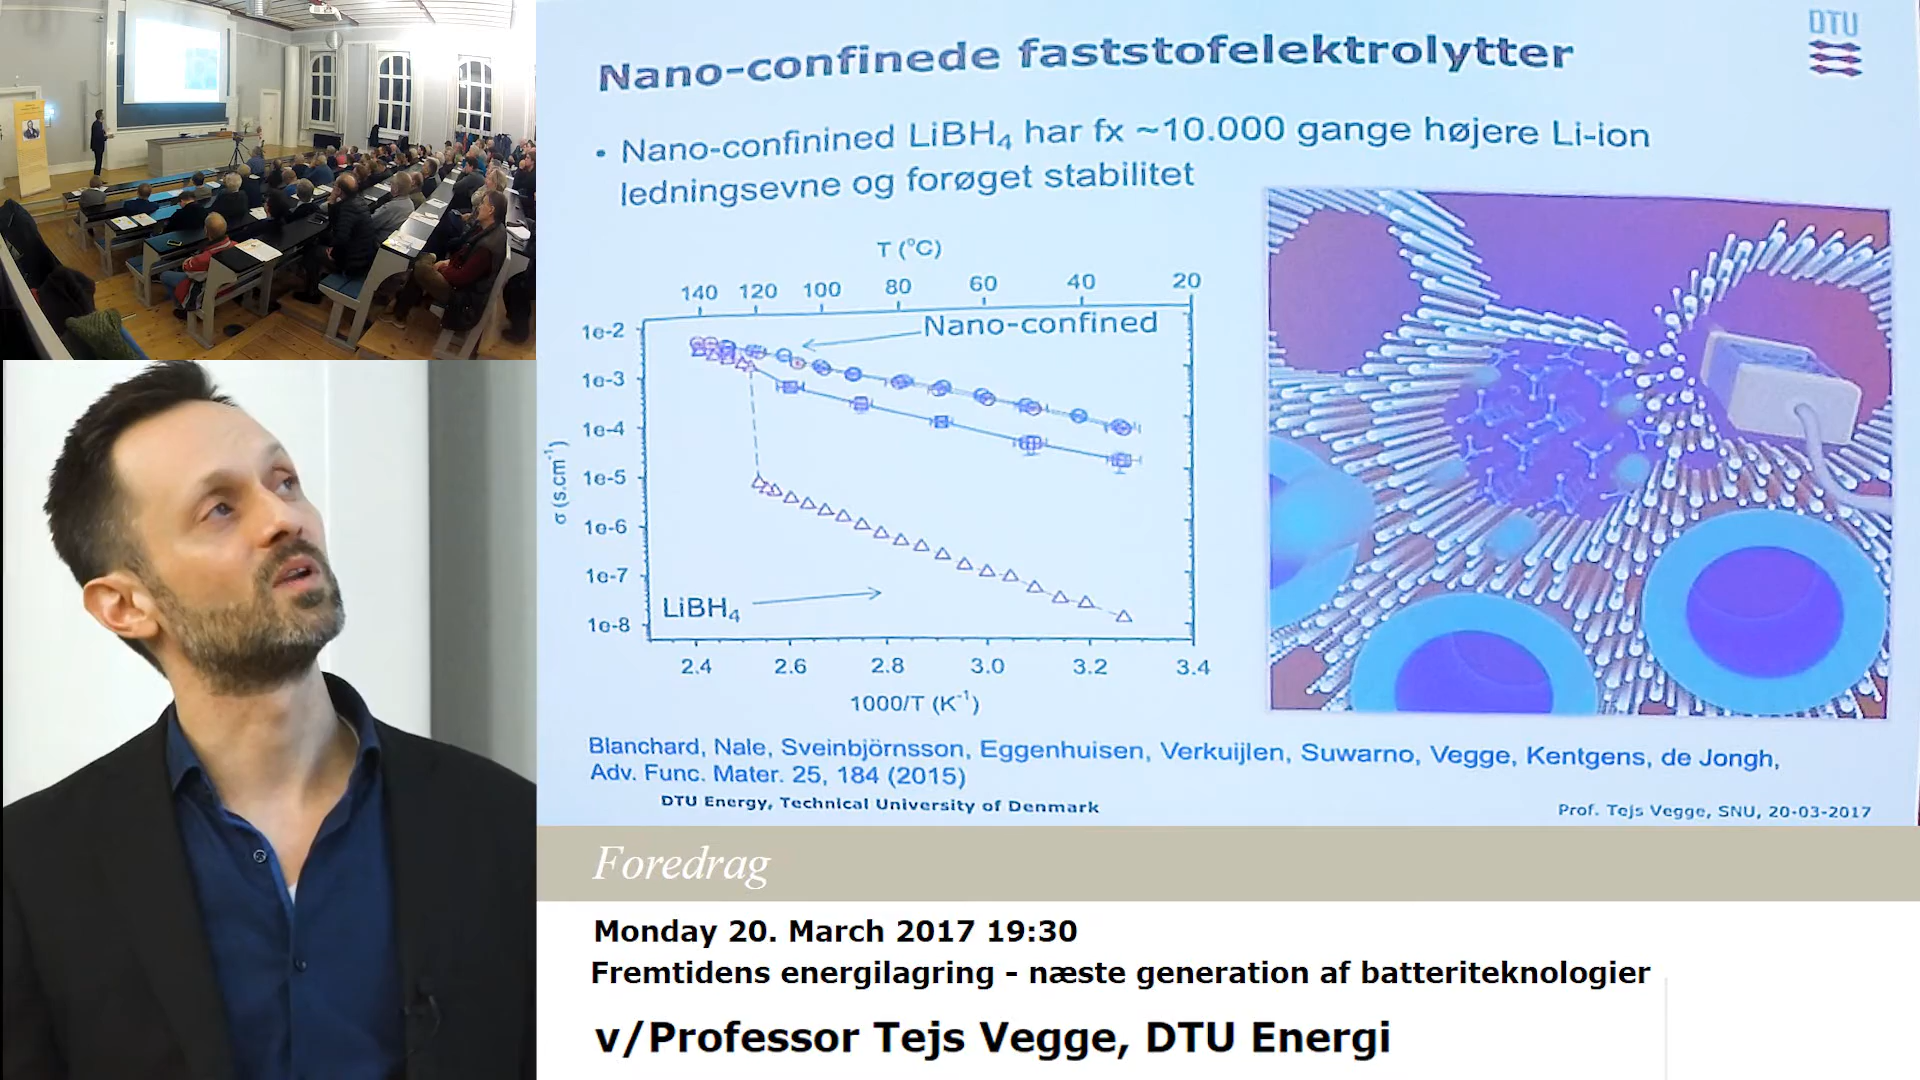 DTU
Nano-confinede faststofelektrolytter
• Nano-confinined LiBH4 har fx ~10.000 gange højere Li-ion
ledningsevne og forøget stabilitet
T (°C)
140 120 100 80 60 40 20
Nano-confined
1e-2
1e-3
1e-4
1e-5
1e-6
1e-7
1e-8
σ (s.cm⁻¹)
LiBH4
2.4 2.6 2.8 3.0 3.2 3.4
1000/T (K⁻¹)
Blanchard, Nale, Sveinbjörnsson, Eggenhuisen, Verkuijlen, Suwarno, Vegge, Kentgens, de Jongh,
Adv. Func. Mater. 25, 184 (2015)
DTU Energy, Technical University of Denmark
Prof. Tejs Vegge, SNU, 20-03-2017
Foredrag
Monday 20. March 2017 19:30
Fremtidens energilagring - næste generation af batteriteknologier
v/Professor Tejs Vegge, DTU Energi